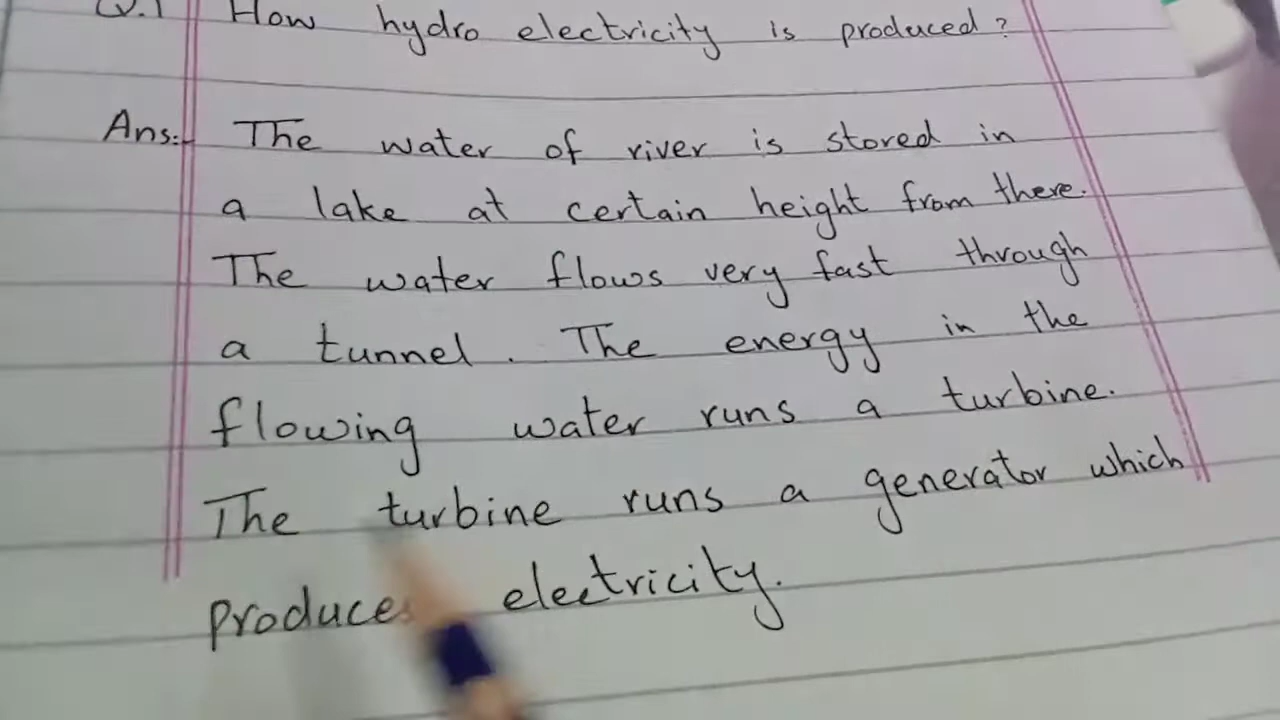 Q.1 How hydro electricity is produced?
Ans:- The water of river is stored in
a lake at certain height from there.
The water flows very fast through
a tunnel. The energy in the
flowing water runs a turbine.
The turbine runs a generator which
produces electricity.